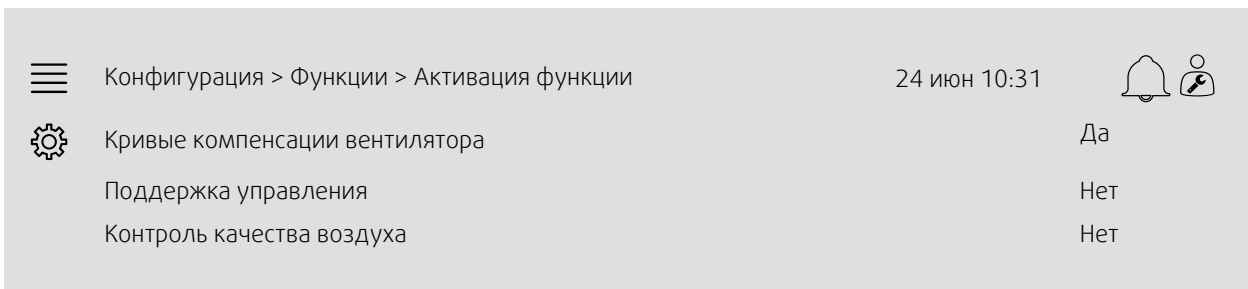 Конфигурация > Функции > Активация функции 24 июн 10:31
Кривые компенсации вентилятора Да
Поддержка управления Нет
Контроль качества воздуха Нет